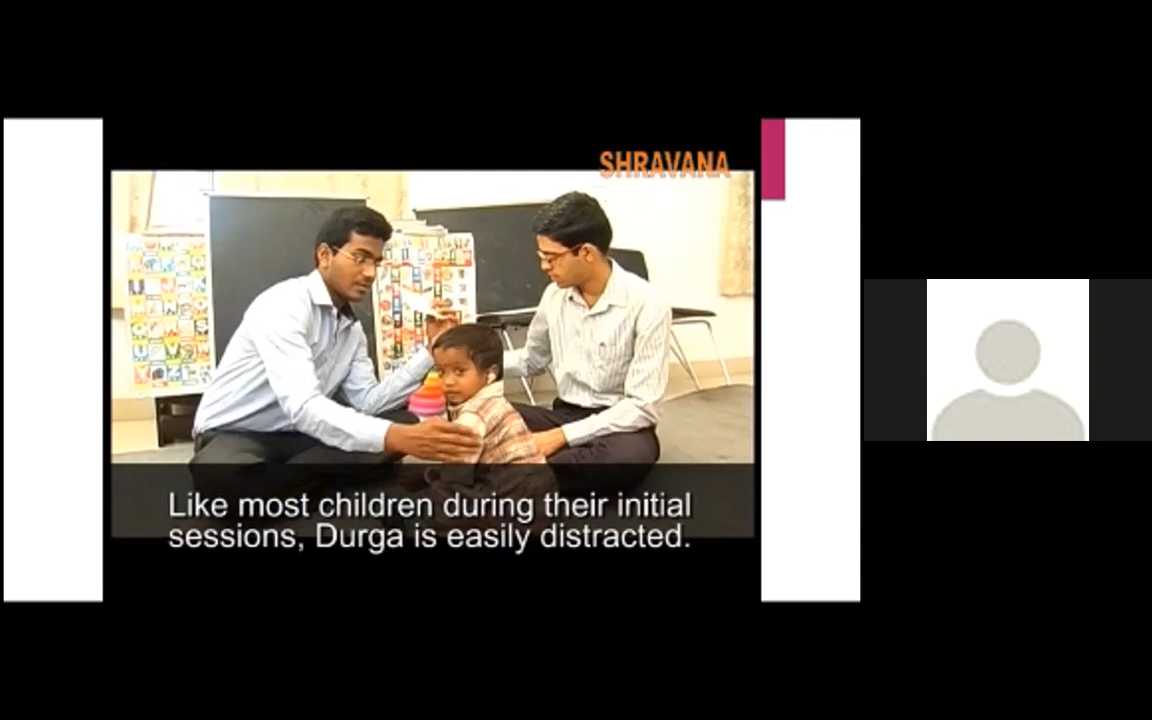 SHRAVANA
Like most children during their initial
sessions, Durga is easily distracted.